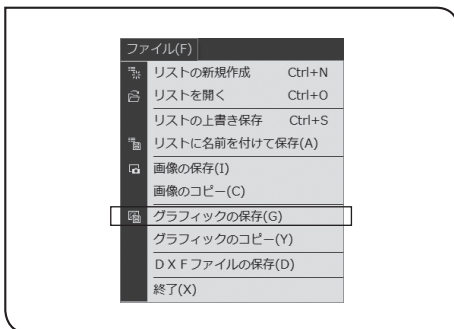 ファイル(F)
リストの新規作成 Ctrl+N
リストを開く Ctrl+O
リストの上書き保存 Ctrl+S
リストに名前を付けて保存(A)
画像の保存(I)
画像のコピー(C)
グラフィックの保存(G)
グラフィックのコピー(Y)
ＤＸＦファイルの保存(D)
終了(X)